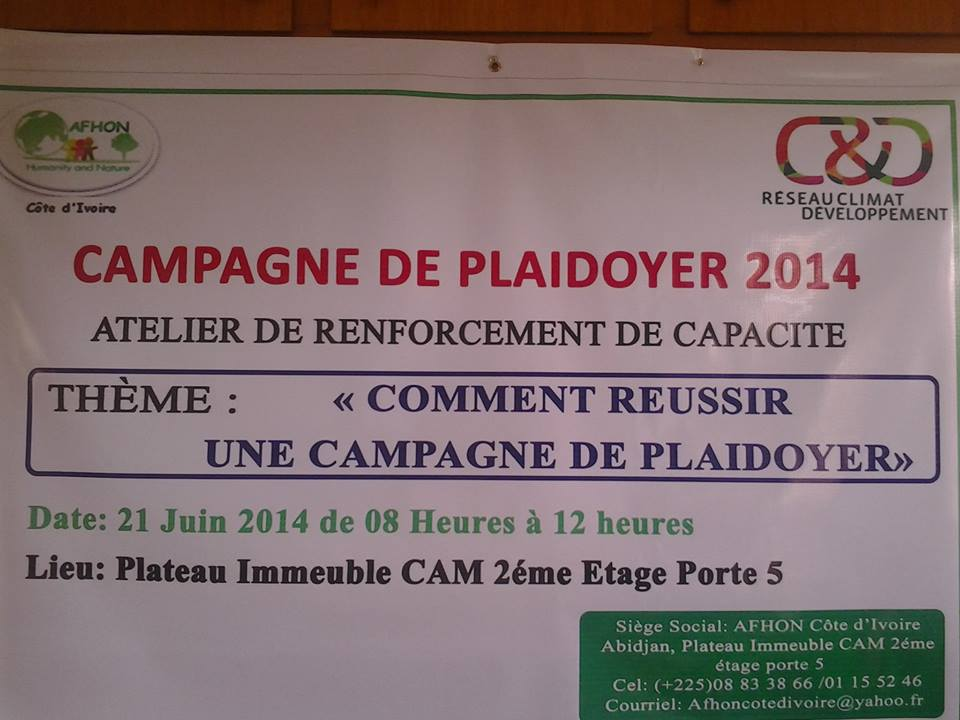 AFHON
Humanity and Nature
Côte d'Ivoire
C&D
RÉSEAU CLIMAT
DÉVELOPPEMENT
CAMPAGNE DE PLAIDOYER 2014
ATELIER DE RENFORCEMENT DE CAPACITE
THÈME : « COMMENT REUSSIR
UNE CAMPAGNE DE PLAIDOYER»
Date: 21 Juin 2014 de 08 Heures à 12 heures
Lieu: Plateau Immeuble CAM 2éme Etage Porte 5
Siège Social: AFHON Côte d'Ivoire
Abidjan, Plateau Immeuble CAM 2éme
étage porte 5
Cel: (+225)08 83 38 66 /01 15 52 46
Courriel: Afhoncotedivoire@yahoo.fr